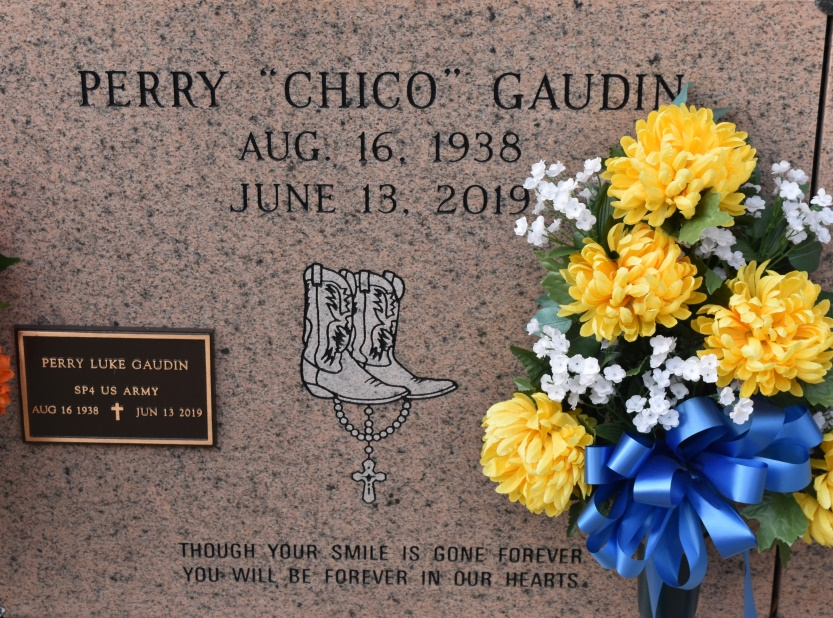 PERRY "CHICO" GAUDIN
AUG. 16, 1938
JUNE 13, 2019
PERRY LUKE GAUDIN
SP4 US ARMY
AUG 16 1938 JUN 13 2019
THOUGH YOUR SMILE IS GONE FOREVER
YOU WILL BE FOREVER IN OUR HEARTS.